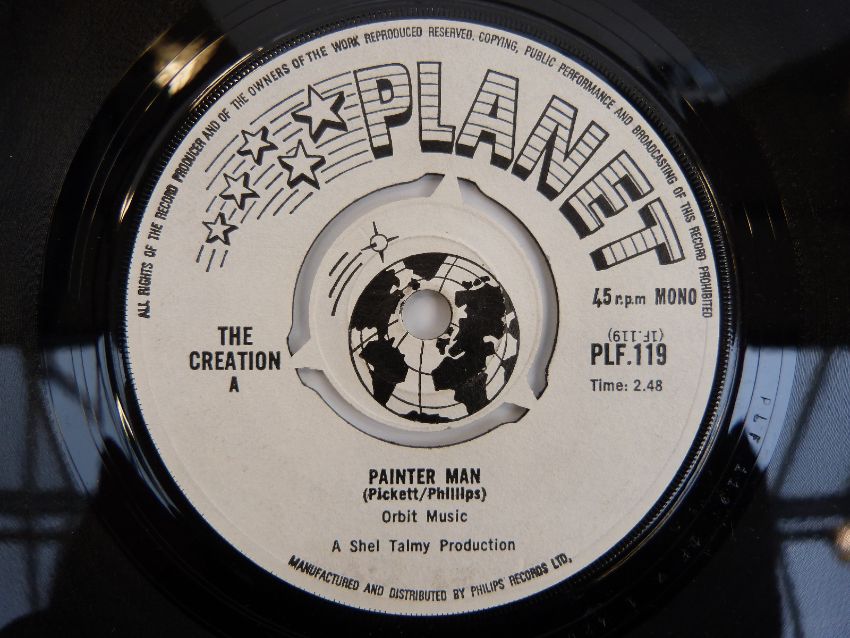 ALL RIGHTS OF THE RECORD PRODUCER AND OF THE OWNERS OF THE WORK REPRODUCED RESERVED. COPYING, PUBLIC PERFORMANCE AND BROADCASTING OF THIS RECORD PROHIBITED
PLANET
45 r.p.m MONO
(1F.119)
PLF.119
Time: 2.48
THE
CREATION
A
PAINTER MAN
(Pickett/Phillips)
Orbit Music
A Shel Talmy Production
MANUFACTURED AND DISTRIBUTED BY PHILIPS RECORDS LTD.